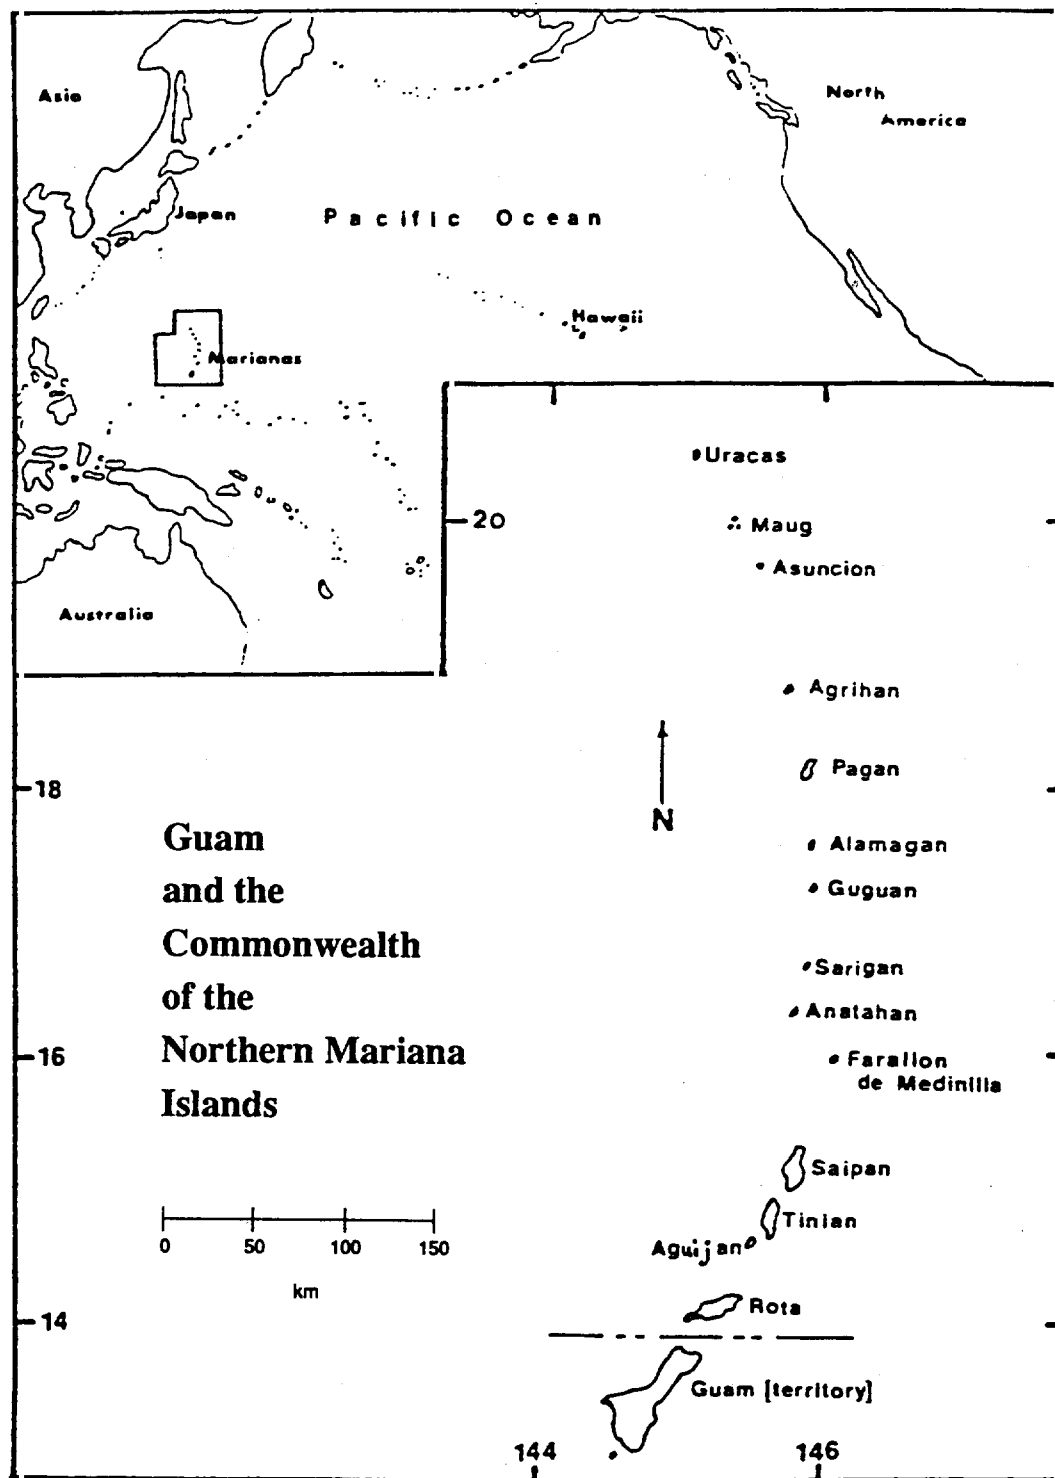 Asia
North
America
Japan
Pacific Ocean
Hawaii
Marianas
Australia
Uracas
20
Maug
Asuncion
Agrihan
Pagan
18
N
Alamagan
Guguan
Guam
and the
Commonwealth
of the
Northern Mariana
Islands
Sarigan
Anatahan
16
Farallon
de Medinilla
Saipan
Tinian
Aguijan
0 50 100 150
km
Rota
14
Guam [territory]
144 146